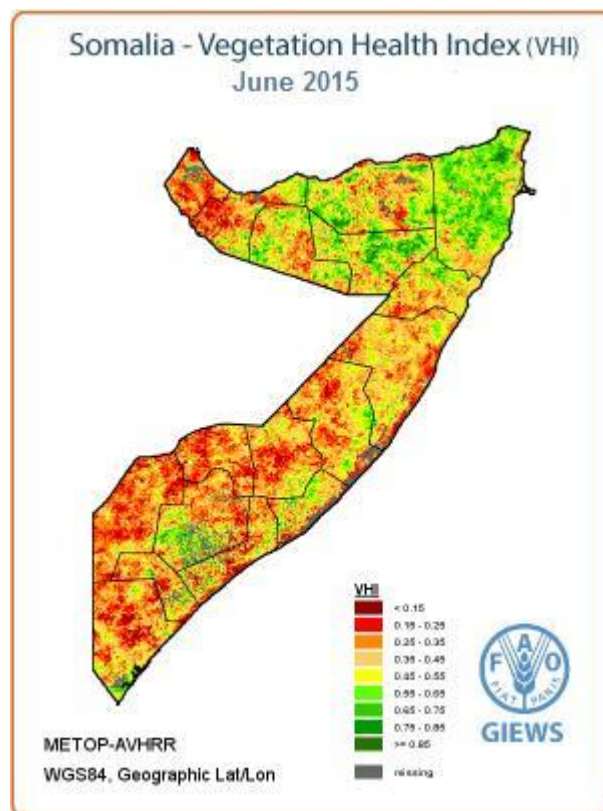 Somalia - Vegetation Health Index (VHI)
June 2015
VHI
< 0.15
0.15 - 0.25
0.25 - 0.35
0.35 - 0.45
0.45 - 0.55
0.55 - 0.65
0.65 - 0.75
0.75 - 0.85
>= 0.85
missing
F A O
FIAT PANIS
GIEWS
METOP-AVHRR
WGS84, Geographic Lat/Lon